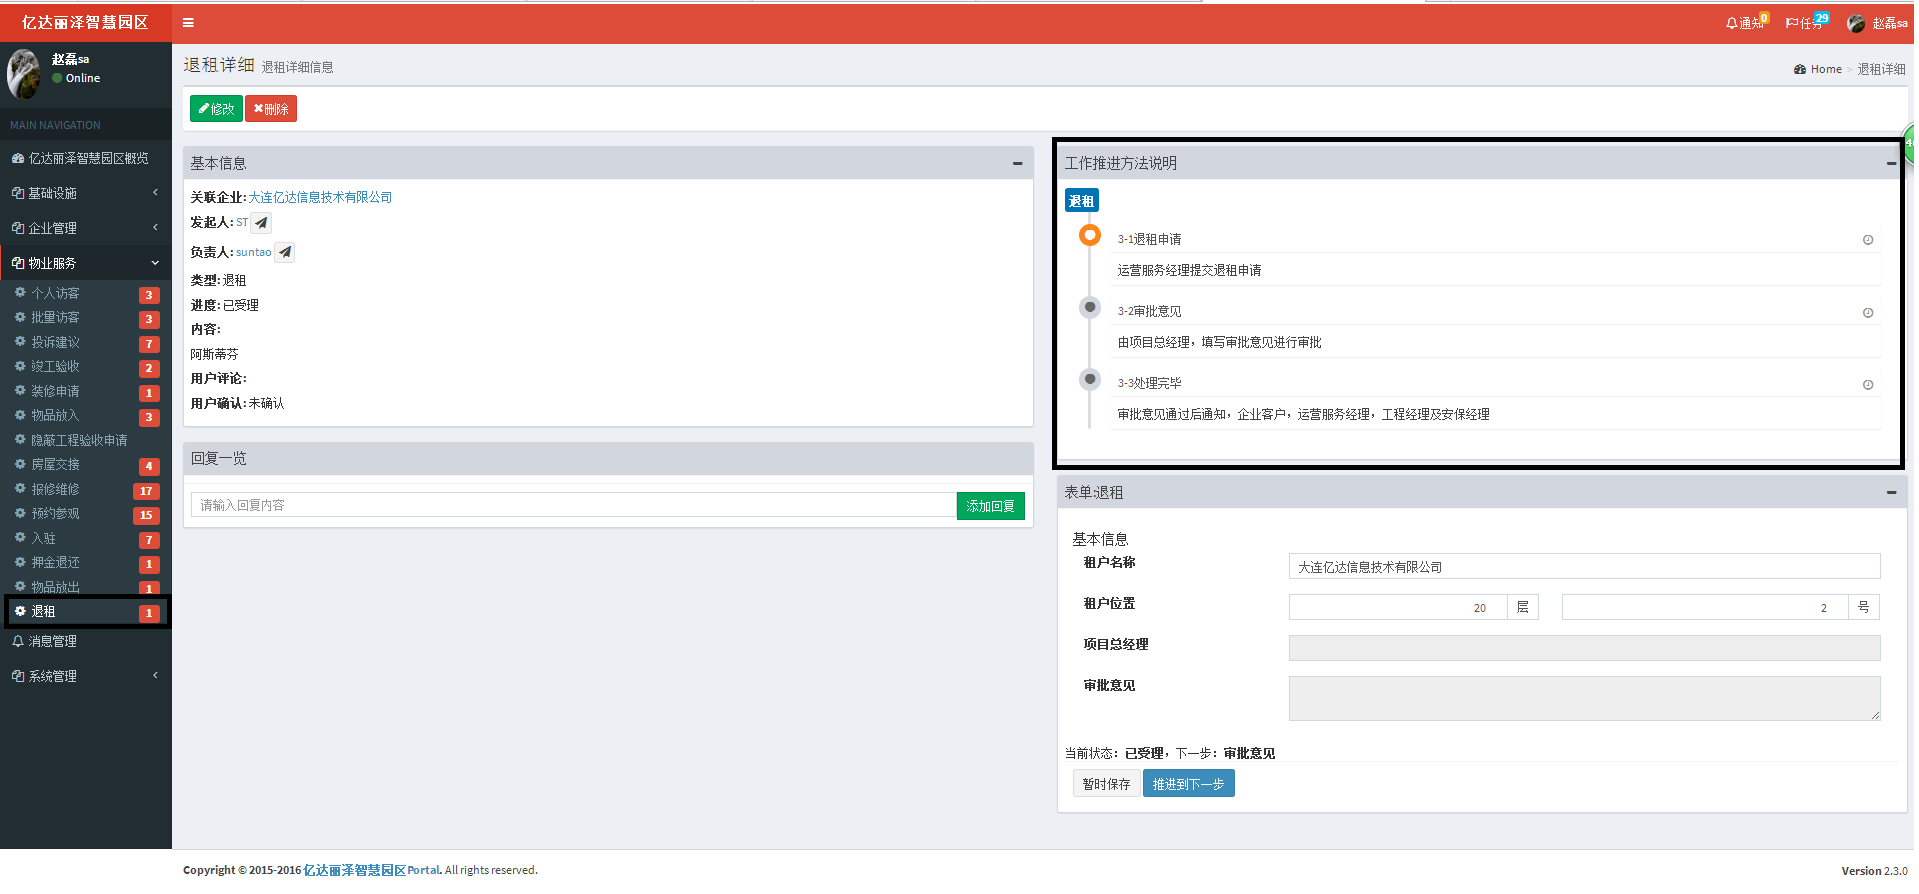 亿达丽泽智慧园区
通知 0
任务 29
赵磊sa
赵磊sa
Online
MAIN NAVIGATION
亿达丽泽智慧园区概览
基础设施
企业管理
物业服务
个人访客 3
批量访客 3
投诉建议 7
竣工验收 2
装修申请 1
物品放入 3
隐蔽工程验收申请
房屋交接 4
报修维修 17
预约参观 15
入驻 7
押金退还 1
物品放出 1
退租 1
消息管理
系统管理
退租详细 退租详细信息
Home > 退租详细
修改 删除
基本信息
关联企业: 大连亿达信息技术有限公司
发起人: ST
负责人: suntao
类型: 退租
进度: 已受理
内容:
阿斯蒂芬
用户评论:
用户确认: 未确认
回复一览
请输入回复内容 添加回复
工作推进方法说明
退租
3-1退租申请
运营服务经理提交退租申请
3-2审批意见
由项目总经理，填写审批意见进行审批
3-3处理完毕
审批意见通过后通知，企业客户，运营服务经理，工程经理及安保经理
表单:退租
基本信息
租户名称 大连亿达信息技术有限公司
租户位置 20 层 2 号
项目总经理
审批意见
当前状态：已受理，下一步：审批意见
暂时保存 推进到下一步
Copyright © 2015-2016 亿达丽泽智慧园区Portal. All rights reserved.
Version 2.3.0